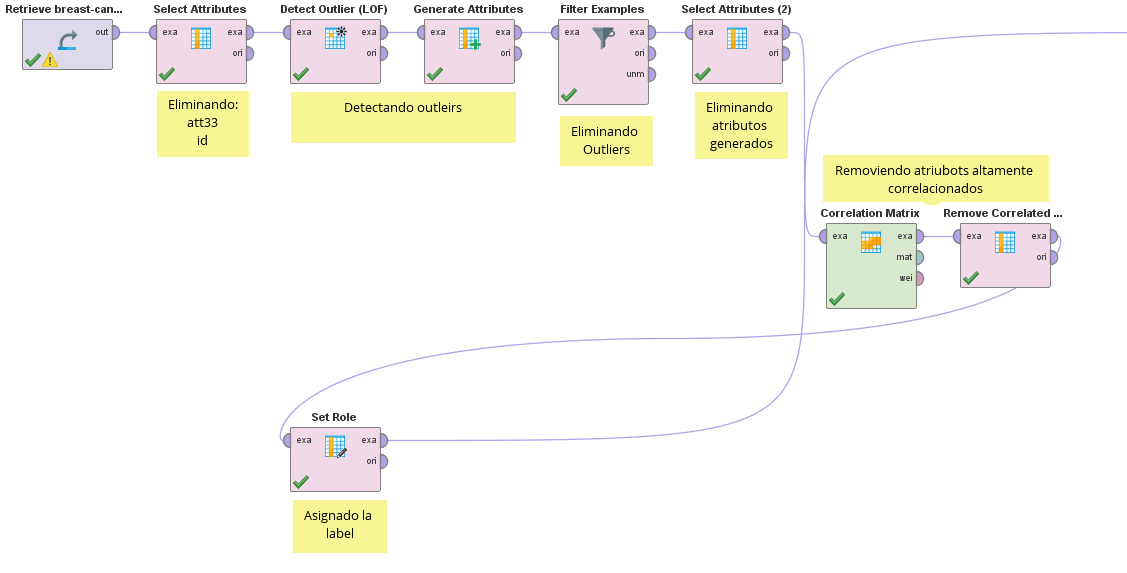 Retrieve breast-can...
out
Select Attributes
exa
exa
ori
Eliminando:
att33
id
Detect Outlier (LOF)
exa
exa
ori
Generate Attributes
exa
exa
ori
Detectando outleirs
Filter Examples
exa
exa
ori
unm
Eliminando
Outliers
Select Attributes (2)
exa
exa
ori
Eliminando
atributos
generados
Removiendo atriubots altamente
correlacionados
Correlation Matrix
exa
exa
mat
wei
Remove Correlated ...
exa
exa
ori
Set Role
exa
exa
ori
Asignado la
label